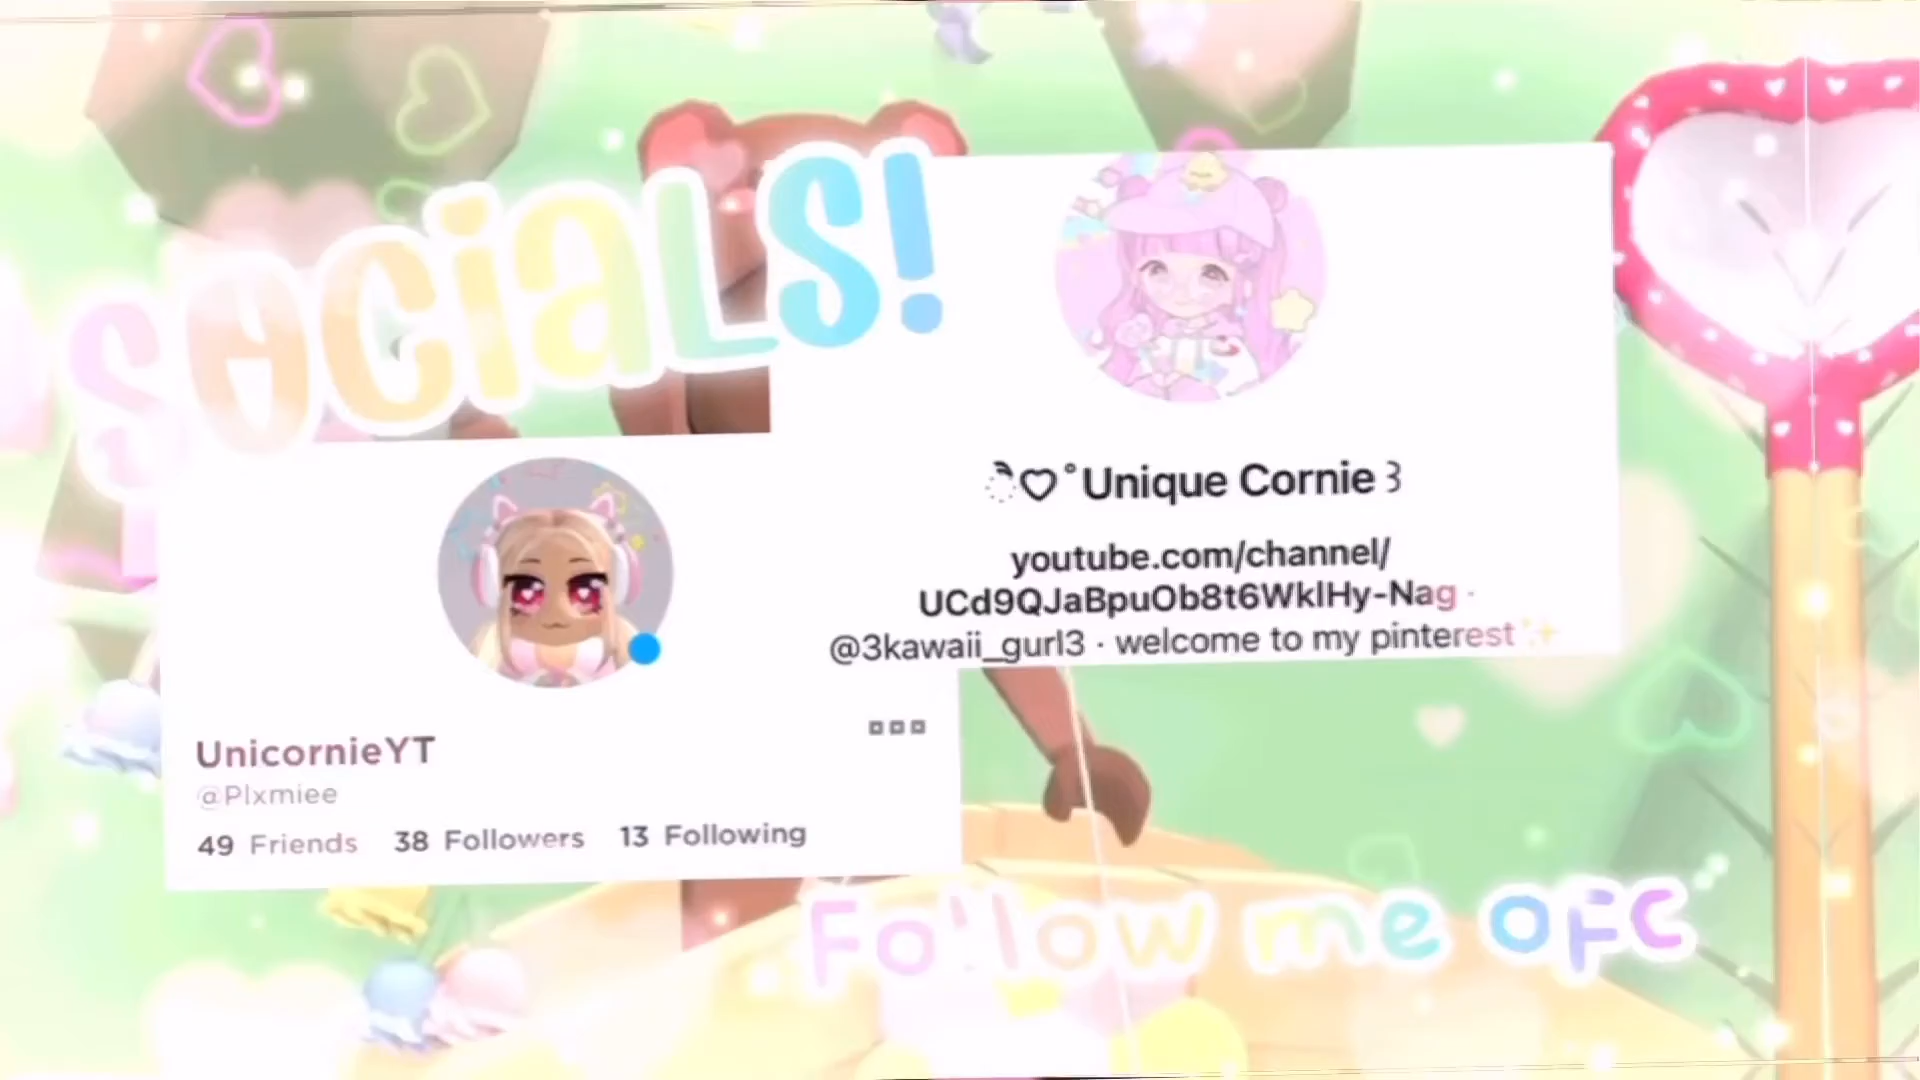 SOCiALS!
♡°Unique Cornie꒱
youtube.com/channel/
UCd9QJaBpuOb8t6WklHy-Nag ·
@3kawaii_gurl3 · welcome to my pinterest ✨
UnicornieYT
@Plxmiee
49 Friends 38 Followers 13 Following
Follow me OFC